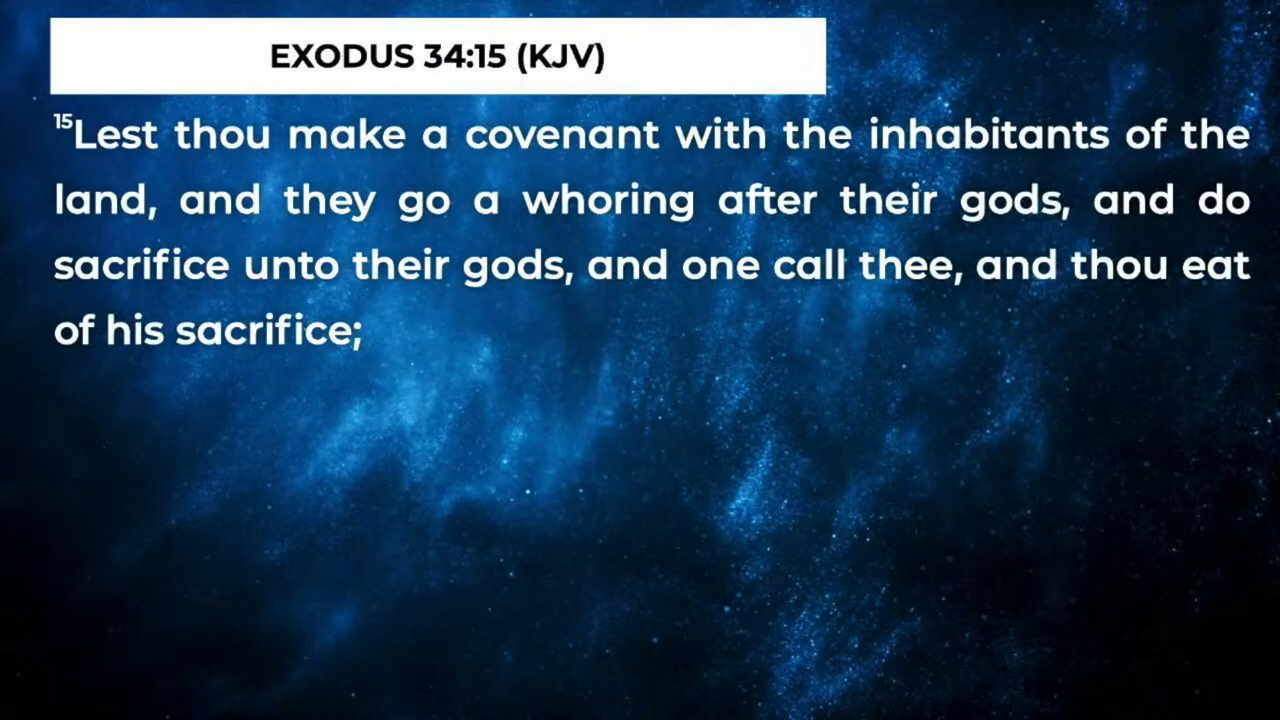 EXODUS 34:15 (KJV)
15Lest thou make a covenant with the inhabitants of the
land, and they go a whoring after their gods, and do
sacrifice unto their gods, and one call thee, and thou eat
of his sacrifice;